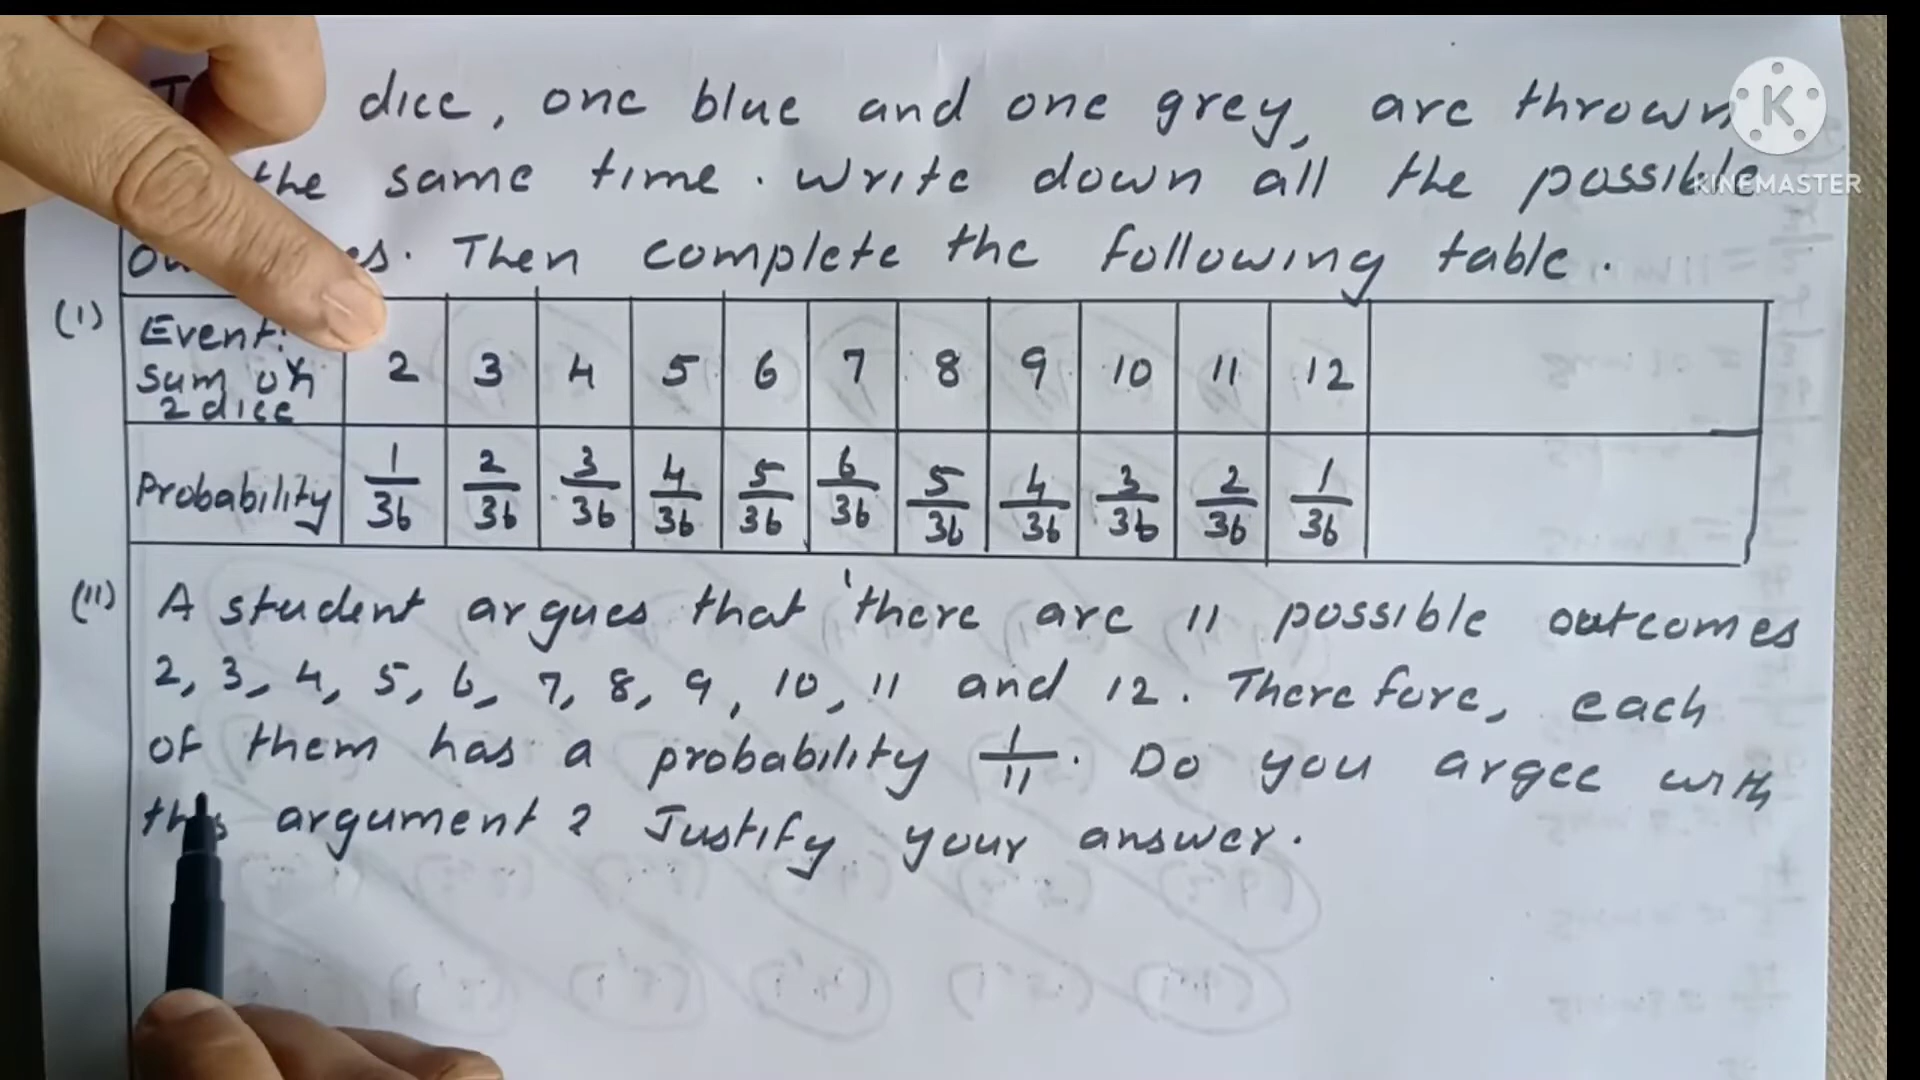 dice, one blue and one grey, are thrown
the same time. Write down all the possible
Then complete the following table.
(I) Event: Sum on 2 dice 2 3 4 5 6 7 8 9 10 11 12
Probability 1/36 2/36 3/36 4/36 5/36 6/36 5/36 4/36 3/36 2/36 1/36
(II) A student argues that 'there are 11 possible outcomes
2, 3, 4, 5, 6, 7, 8, 9, 10, 11 and 12. Therefore, each
of them has a probability 1/11. Do you argee with
this argument? Justify your answer.
K
KINEMASTER